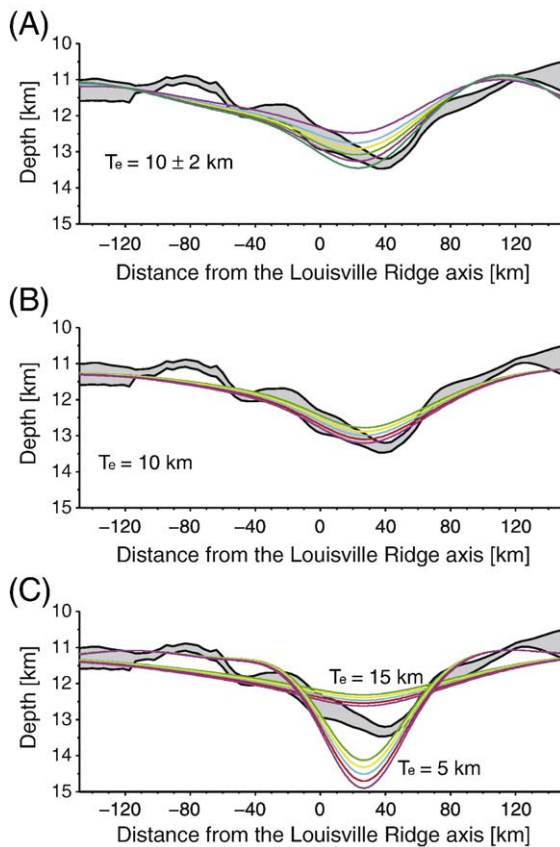 (A)
10
11
12
13
14
15
Depth [km]
Te = 10 ± 2 km
−120 −80 −40 0 40 80 120
Distance from the Louisville Ridge axis [km]
(B)
10
11
12
13
14
15
Depth [km]
Te = 10 km
−120 −80 −40 0 40 80 120
Distance from the Louisville Ridge axis [km]
(C)
10
11
12
13
14
15
Depth [km]
Te = 15 km
Te = 5 km
−120 −80 −40 0 40 80 120
Distance from the Louisville Ridge axis [km]